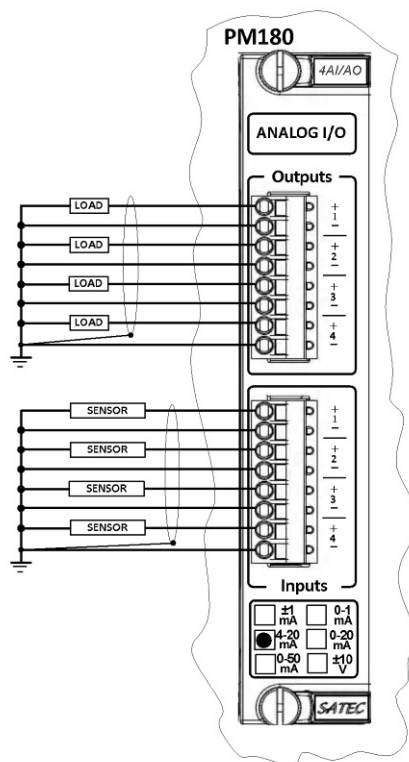 PM180
4AI/AO
ANALOG I/O
Outputs
LOAD
+
1
–
LOAD
+
2
–
LOAD
+
3
–
LOAD
+
4
–
SENSOR
+
1
–
SENSOR
+
2
–
SENSOR
+
3
–
SENSOR
+
4
–
Inputs
±1 mA
0-1 mA
4-20 mA
0-20 mA
0-50 mA
±10 V
SATEC